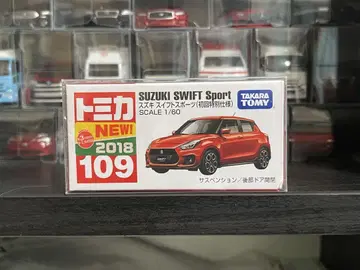 トミカ
NEW!
2018
109
SUZUKI SWIFT Sport
スズキ スイフトスポーツ(初回特別仕様)
SCALE 1/60
TAKARA
TOMY
サスペンション/後部ドア開閉